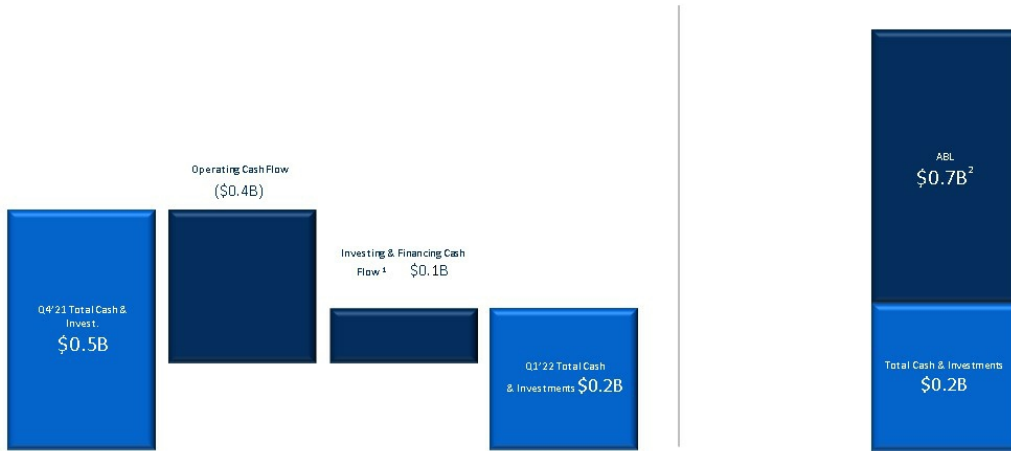 Operating Cash Flow
($0.4B)
Investing & Financing Cash
Flow ¹ $0.1B
Q4'21 Total Cash &
Invest.
$0.5B
Q1'22 Total Cash
& Investments $0.2B
ABL
$0.7B²
Total Cash & Investments
$0.2B